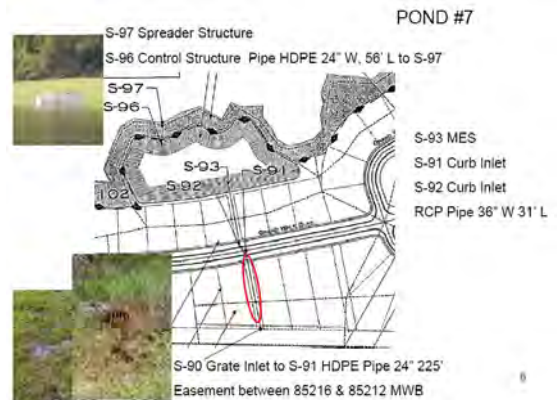 POND #7
S-97 Spreader Structure
S-96 Control Structure Pipe HDPE 24" W, 56' L to S-97
S-97
S-96
S-93
S-92
S-91
102
S-93 MES
S-91 Curb Inlet
S-92 Curb Inlet
RCP Pipe 36" W 31' L
S-90 Grate Inlet to S-91 HDPE Pipe 24" 225'
Easement between 85216 & 85212 MWB